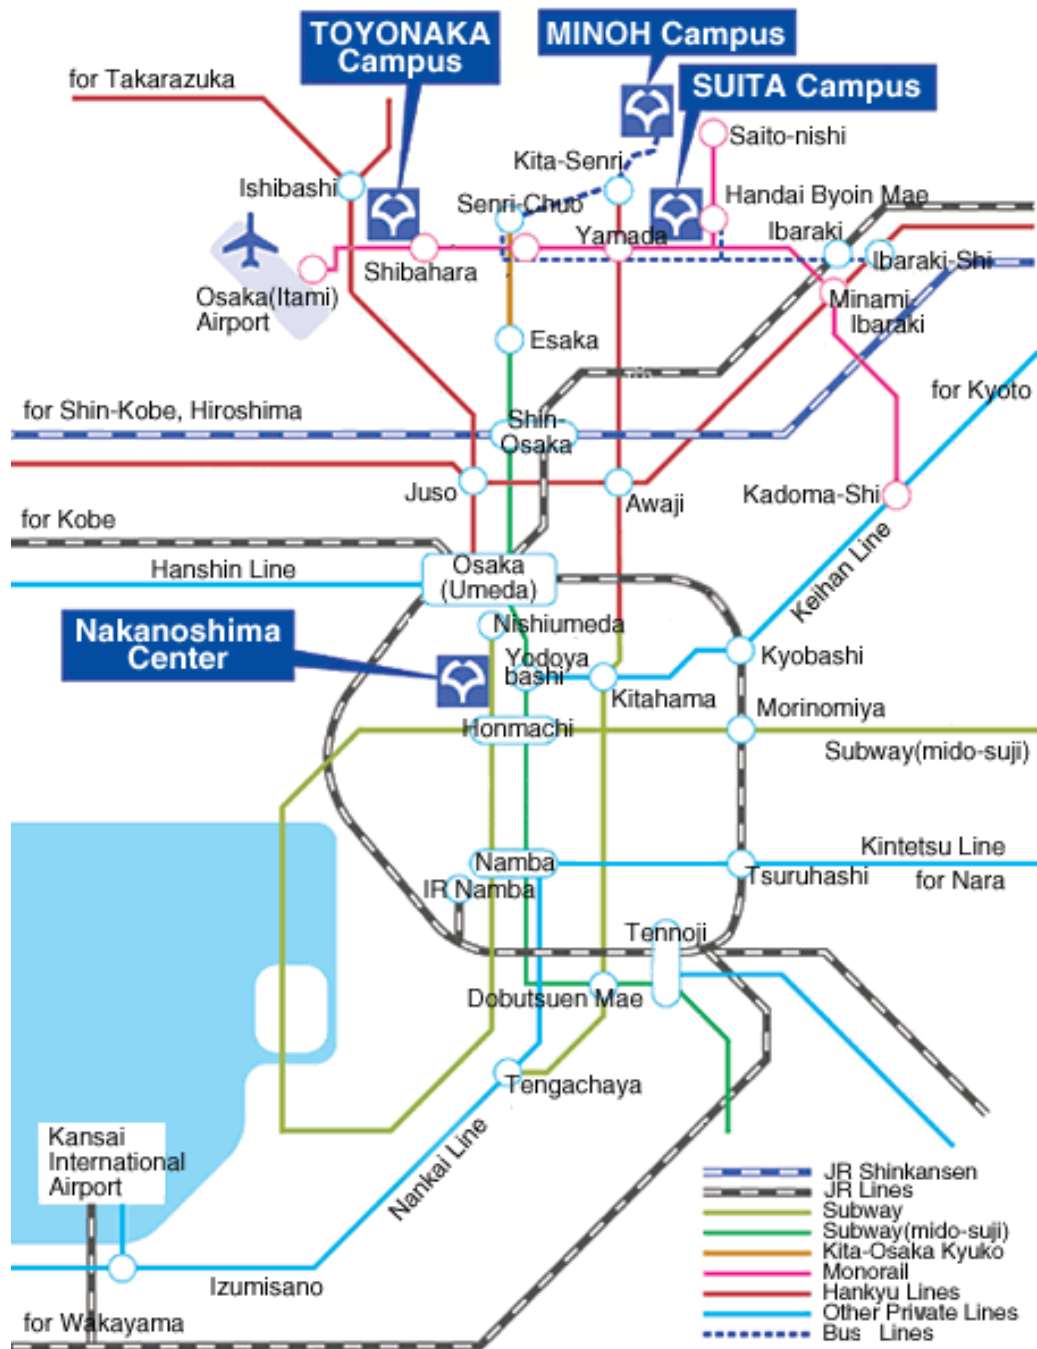 TOYONAKA
Campus
MINOH Campus
SUITA Campus
for Takarazuka
Saito-nishi
Kita-Senri
Ishibashi
Handai Byoin Mae
Senri-Chuo
Ibaraki
Yamada
Shibahara
Ibaraki-Shi
Osaka(Itami)
Airport
Minami-
Ibaraki
Esaka
for Kyoto
for Shin-Kobe, Hiroshima
Shin-
Osaka
Juso
Awaji
Kadoma-Shi
for Kobe
Keihan Line
Hanshin Line
Osaka
(Umeda)
Nakanoshima
Center
Nishiumeda
Yodoya
bashi
Kyobashi
Kitahama
Morinomiya
Honmachi
Subway(mido-suji)
Kintetsu Line
Namba
Tsuruhashi
for Nara
JR Namba
Tennoji
Dobutsuen Mae
Tengachaya
Kansai
International
Airport
Nankai Line
Izumisano
for Wakayama
JR Shinkansen
JR Lines
Subway
Subway(mido-suji)
Kita-Osaka Kyuko
Monorail
Hankyu Lines
Other Private Lines
Bus Lines